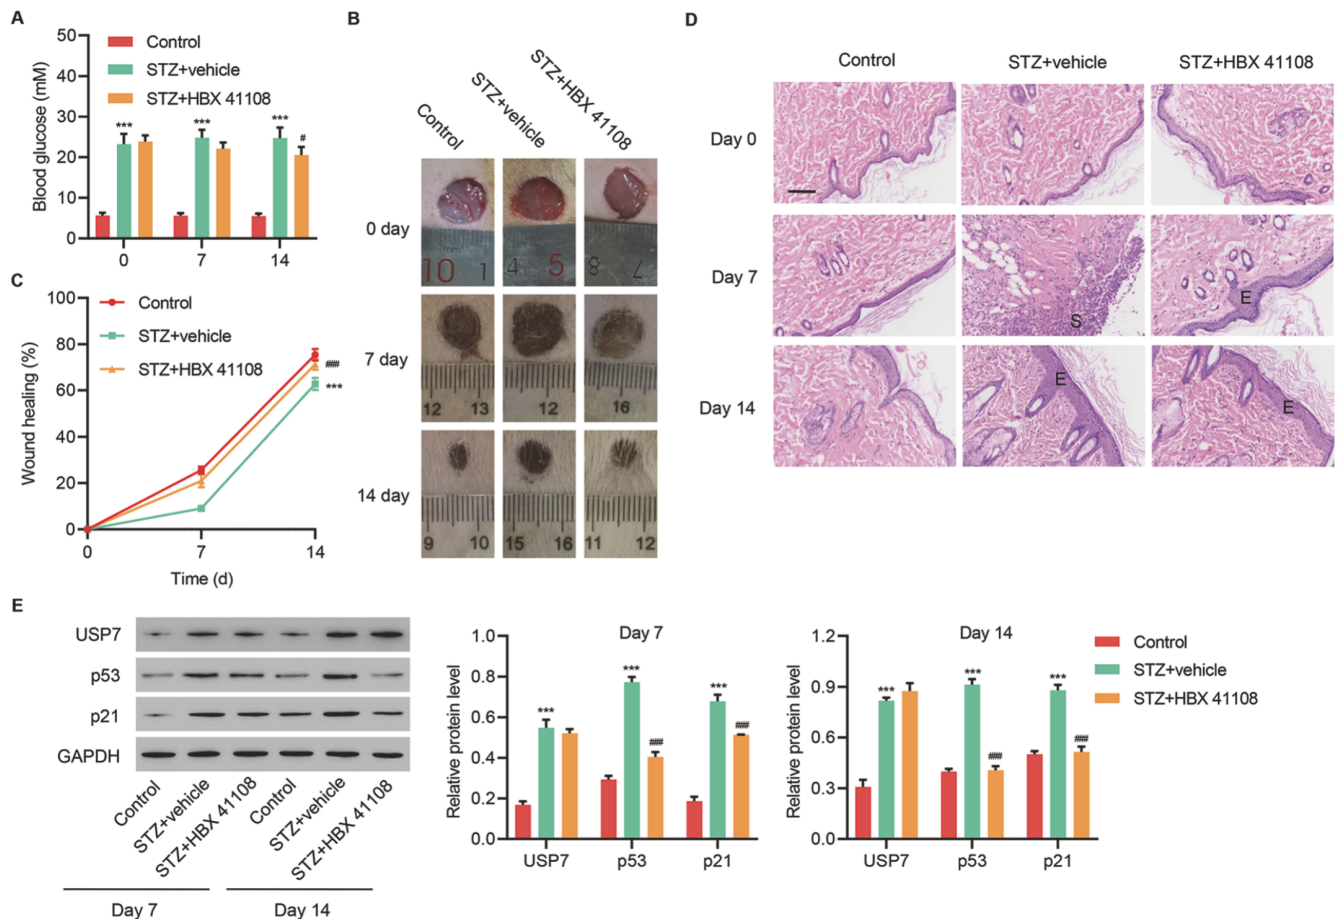 A
50
40
30
20
10
0
Blood glucose (mM)
Control
STZ+vehicle
STZ+HBX 41108
***
***
***
#
0
7
14
B
Control
STZ+vehicle
STZ+HBX 41108
0 day
mm
10 1
4 5
8 7
7 day
12 13
12
16
14 day
9 10
15 16
11 12
C
100
80
60
40
20
0
Wound healing (%)
Control
STZ+vehicle
STZ+HBX 41108
###
***
0
7
14
Time (d)
D
Control
STZ+vehicle
STZ+HBX 41108
Day 0
Day 7
S
E
Day 14
E
E
E
USP7
p53
p21
GAPDH
Control
STZ+vehicle
STZ+HBX 41108
Control
STZ+vehicle
STZ+HBX 41108
Day 7
Day 14
Day 7
1.0
0.8
0.6
0.4
0.2
0.0
Relative protein level
***
***
###
***
###
USP7
p53
p21
Day 14
1.2
0.9
0.6
0.3
0.0
Relative protein level
***
***
###
***
###
USP7
p53
p21
Control
STZ+vehicle
STZ+HBX 41108